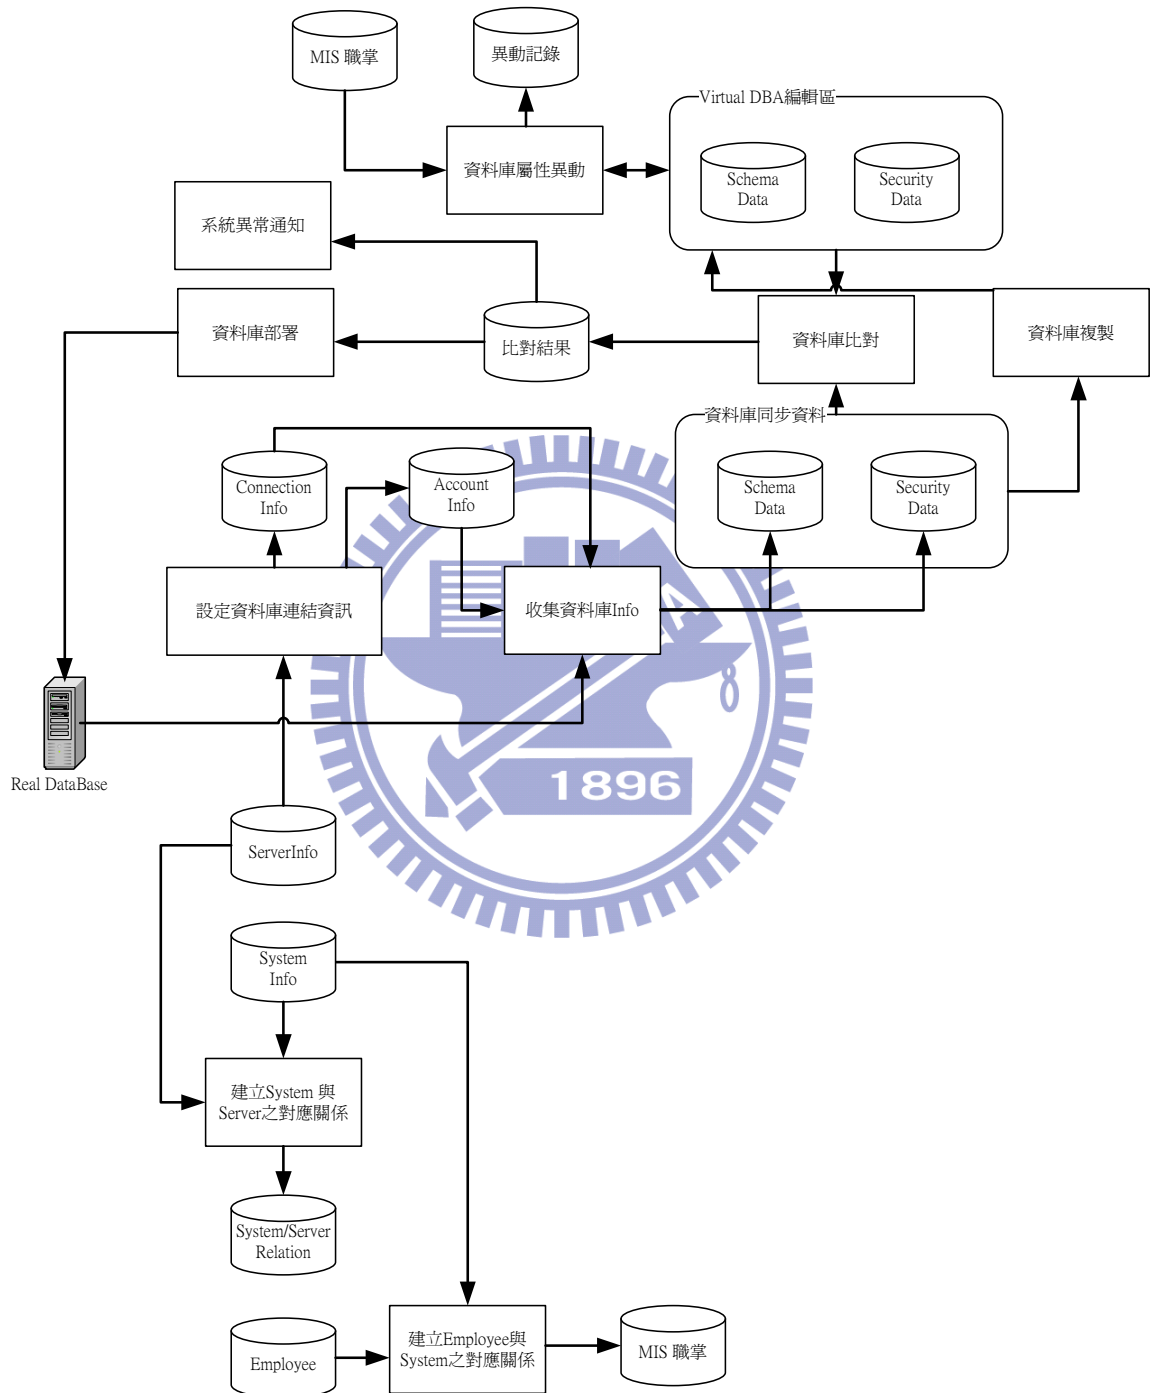 MIS 職掌
異動記錄
Virtual DBA編輯區
資料庫屬性異動
Schema
Data
Security
Data
系統異常通知
資料庫部署
比對結果
資料庫比對
資料庫複製
資料庫同步資料
Connection
Info
Account
Info
Schema
Data
Security
Data
設定資料庫連結資訊
收集資料庫Info
Real DataBase
1896
ServerInfo
System
Info
建立System 與
Server之對應關係
System/Server
Relation
Employee
建立Employee與
System之對應關係
MIS 職掌